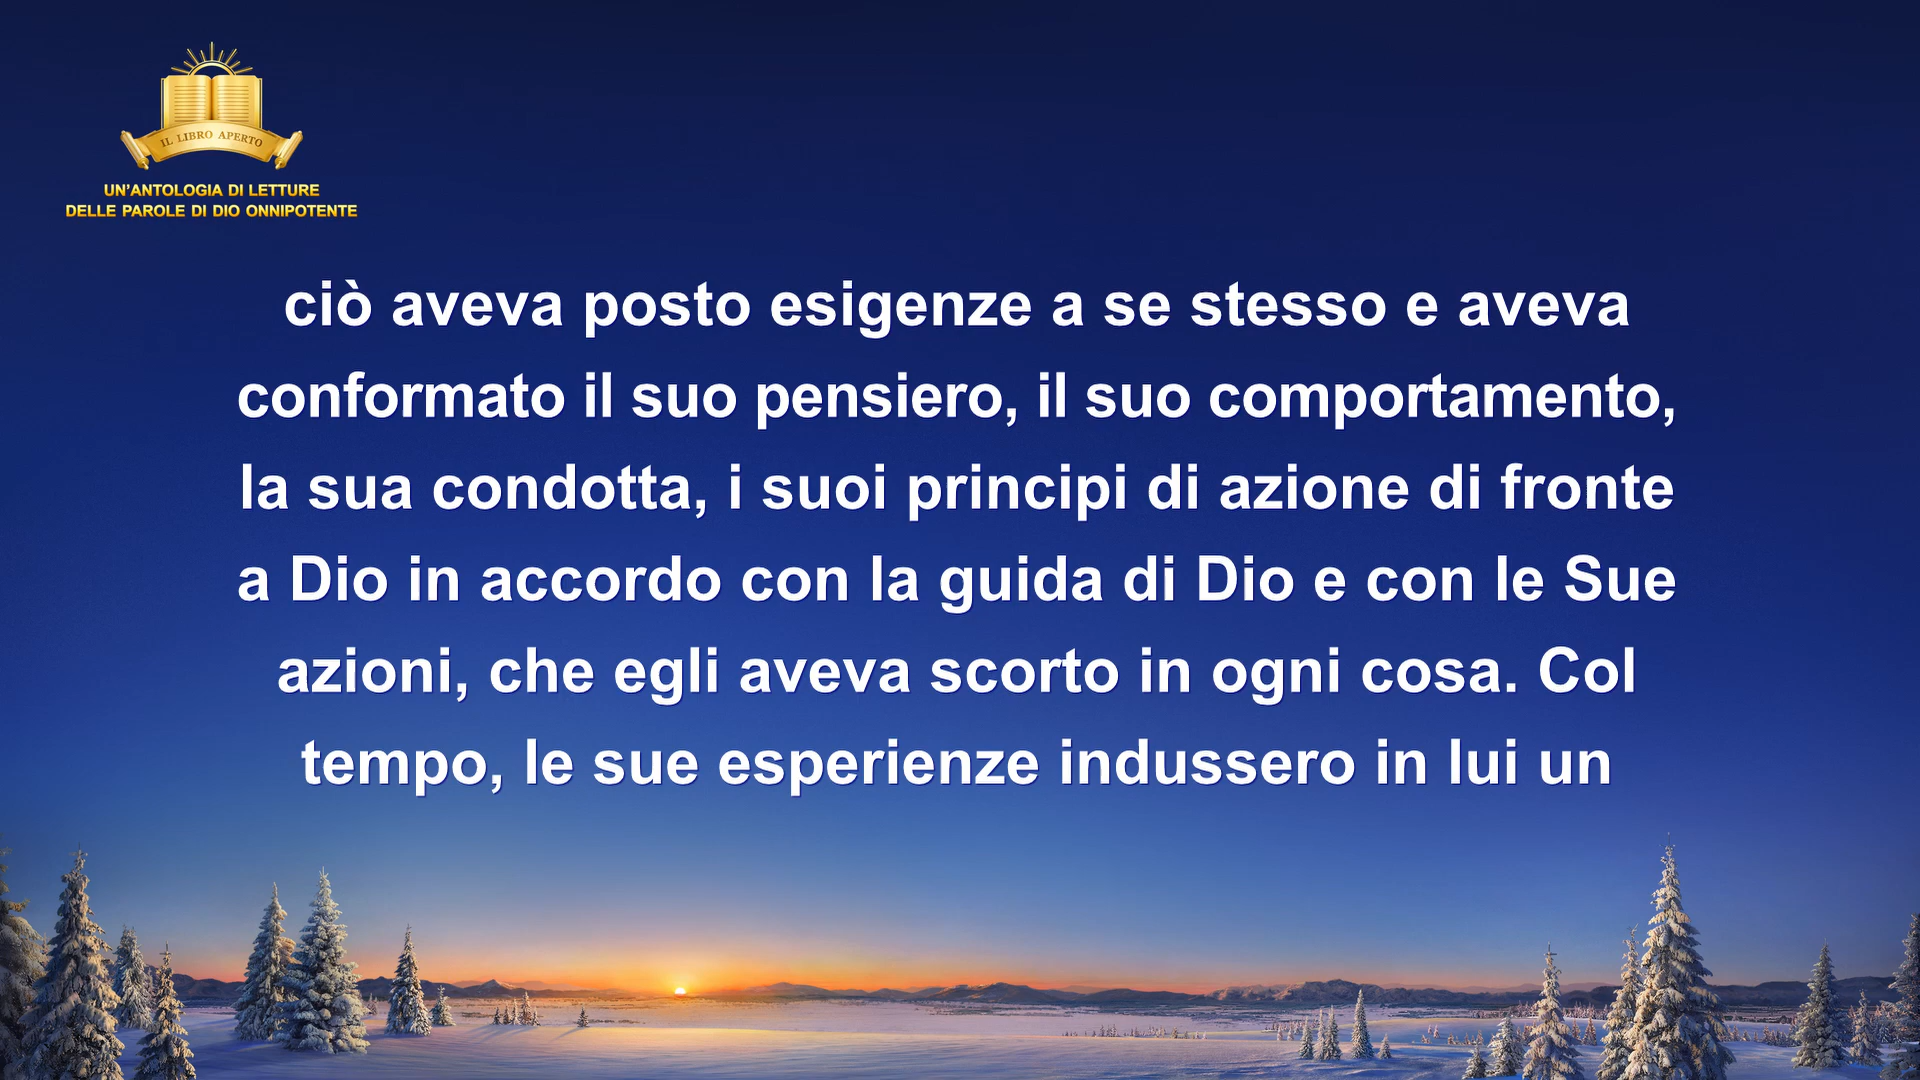 IL LIBRO APERTO
UN'ANTOLOGIA DI LETTURE
DELLE PAROLE DI DIO ONNIPOTENTE
ciò aveva posto esigenze a se stesso e aveva
conformato il suo pensiero, il suo comportamento,
la sua condotta, i suoi principi di azione di fronte
a Dio in accordo con la guida di Dio e con le Sue
azioni, che egli aveva scorto in ogni cosa. Col
tempo, le sue esperienze indussero in lui un